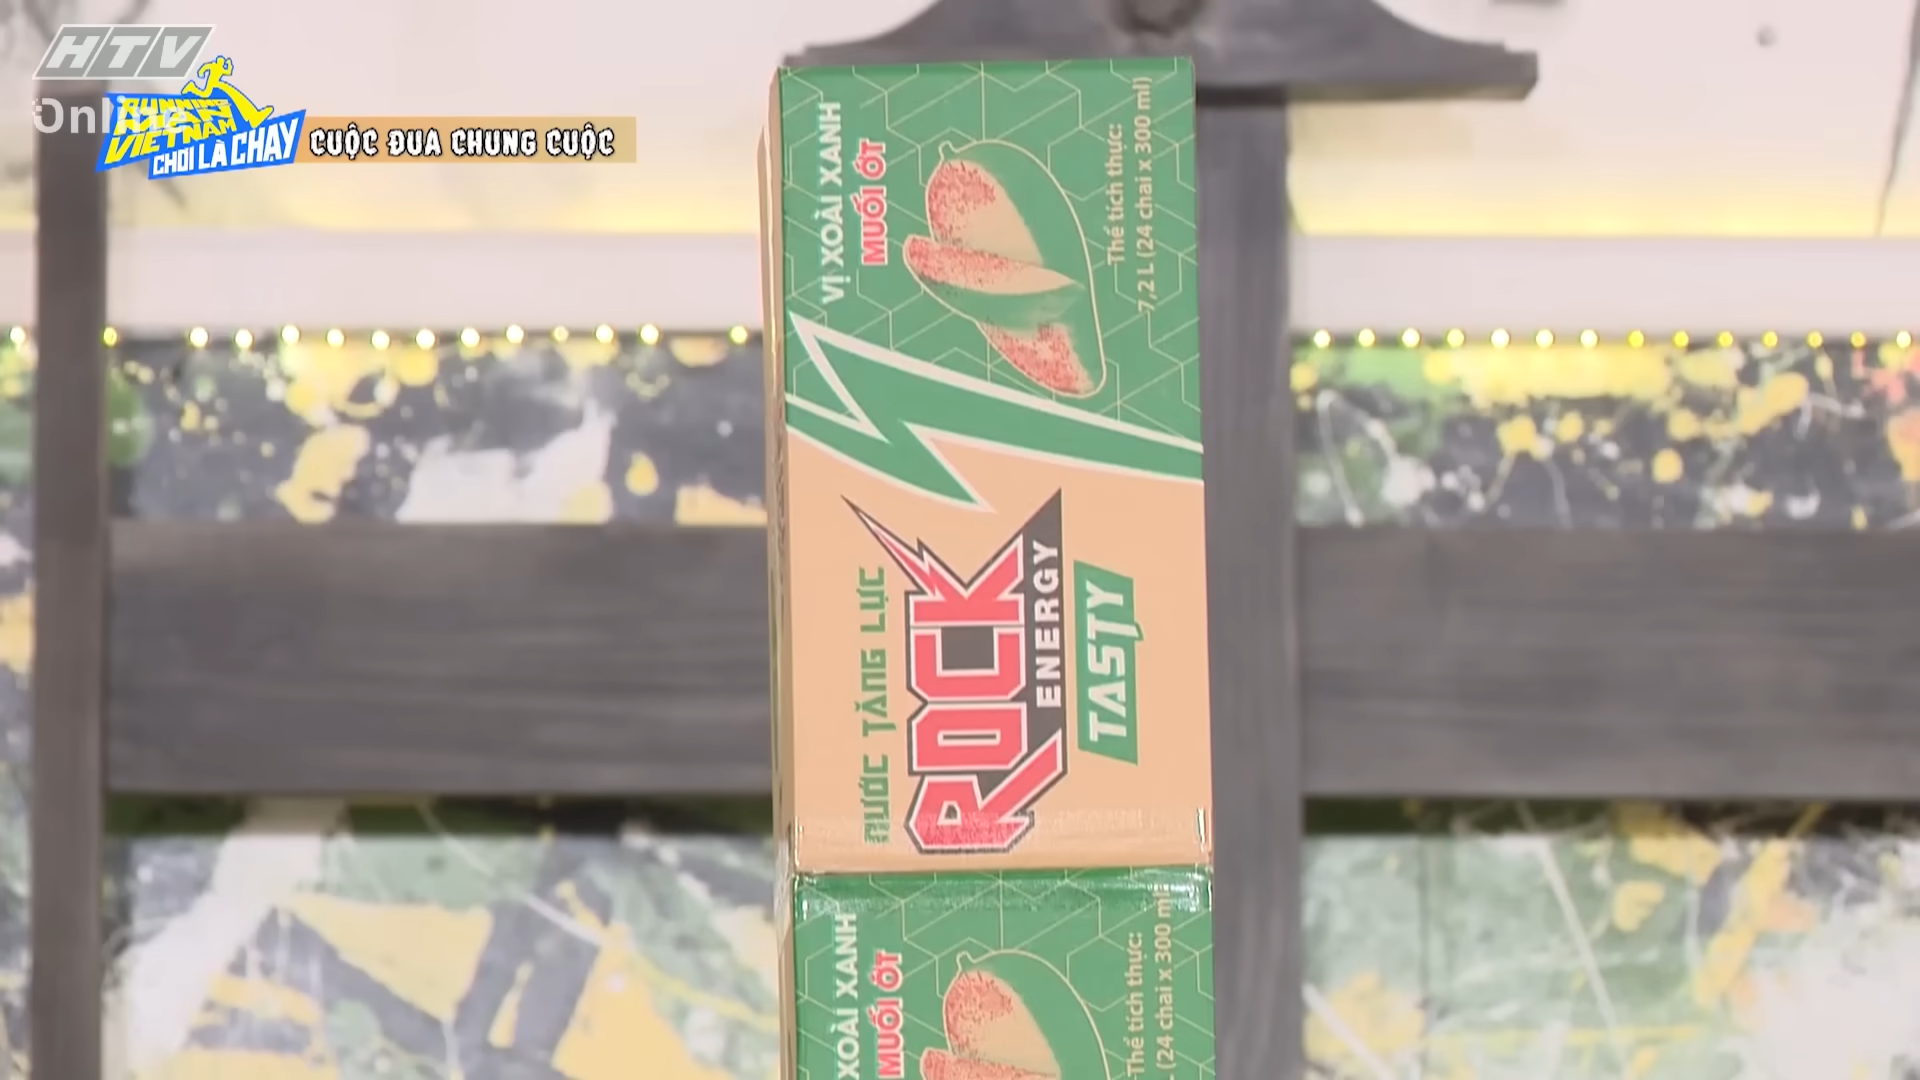 HTV
Online
RUNNING
MAN
VIETNAM
CHƠI LÀ CHẠY
CUỘC ĐUA CHUNG CUỘC
VỊ XOÀI XANH
MUỐI ỚT
Thể tích thực:
7,2 L (24 chai x 300 ml)
NƯỚC TĂNG LỰC
ROCK
ENERGY
TASTY
XOÀI XANH
MUỐI ỚT
Thể tích thực:
(24 chai x 300 ml